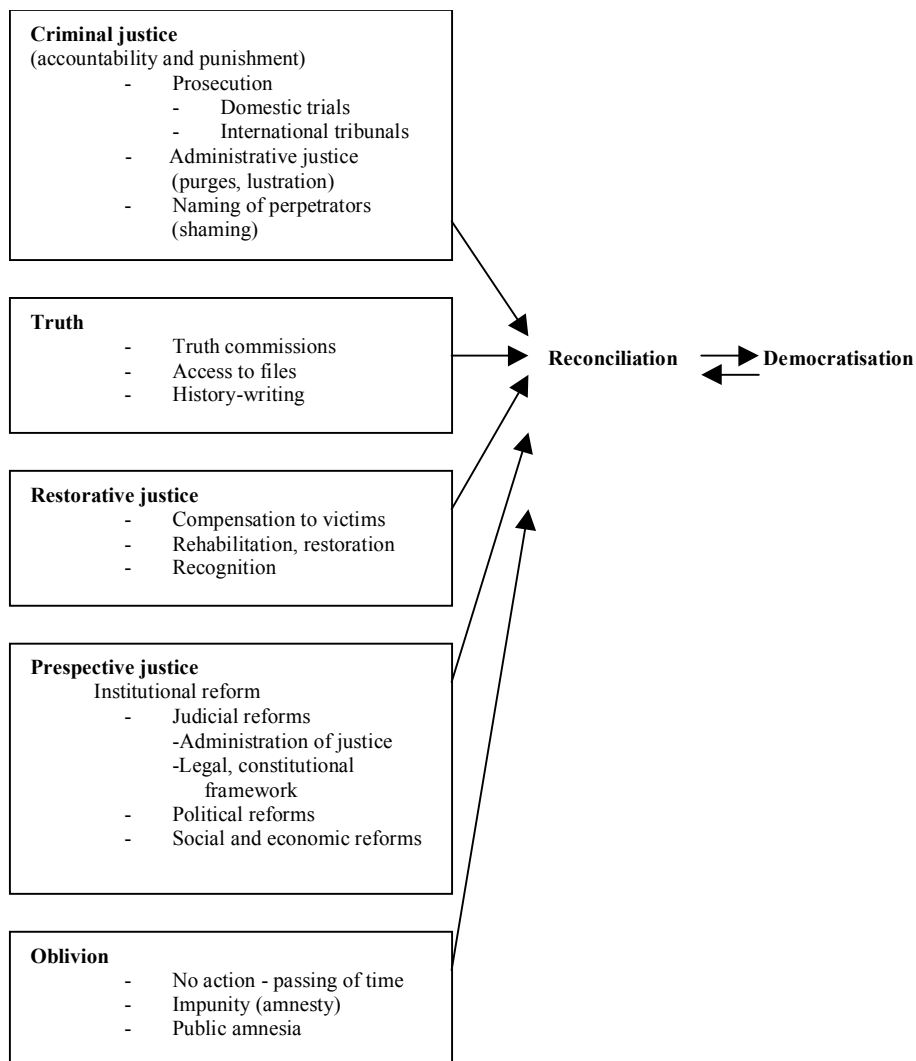 Criminal justice
(accountability and punishment)
- Prosecution
- Domestic trials
- International tribunals
- Administrative justice
(purges, lustration)
- Naming of perpetrators
(shaming)
Truth
- Truth commissions
- Access to files
- History-writing
Reconciliation
Democratisation
Restorative justice
- Compensation to victims
- Rehabilitation, restoration
- Recognition
Prespective justice
Institutional reform
- Judicial reforms
-Administration of justice
-Legal, constitutional
framework
- Political reforms
- Social and economic reforms
Oblivion
- No action - passing of time
- Impunity (amnesty)
- Public amnesia